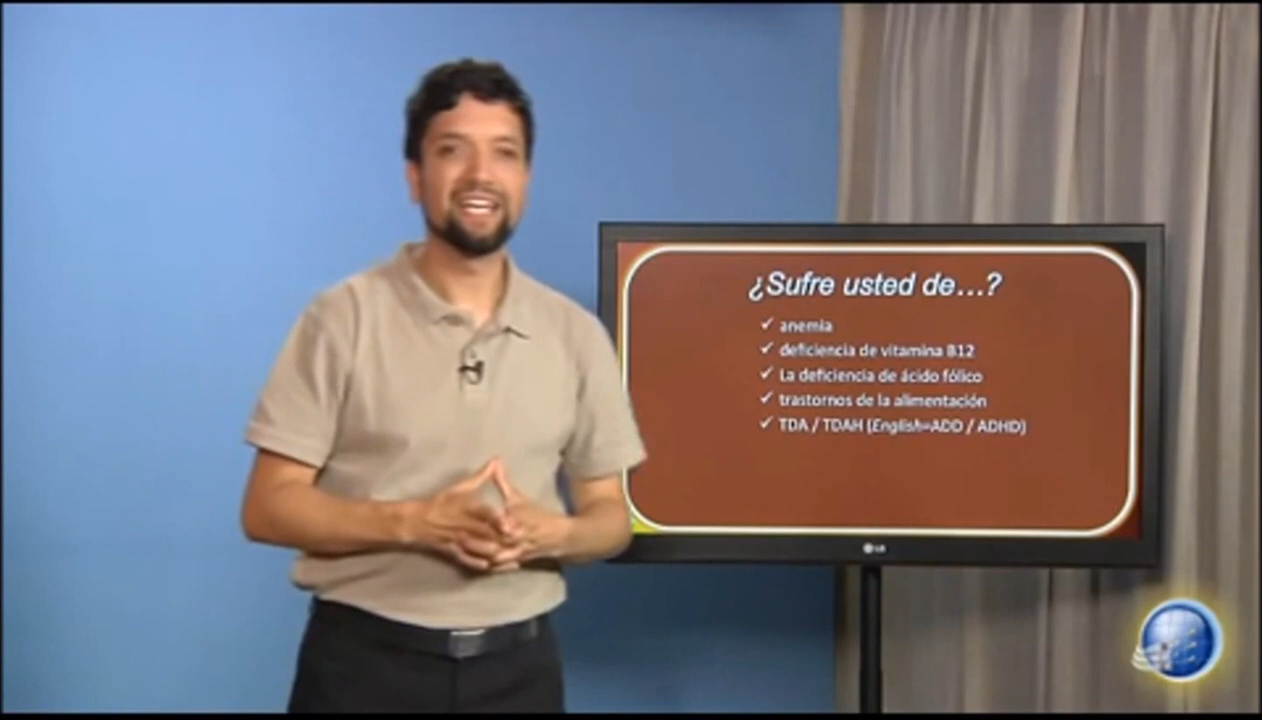 ¿Sufre usted de...?
✓ anemia
✓ deficiencia de vitamina B12
✓ La deficiencia de ácido fólico
✓ trastornos de la alimentación
✓ TDA / TDAH (English=ADD / ADHD)
LG